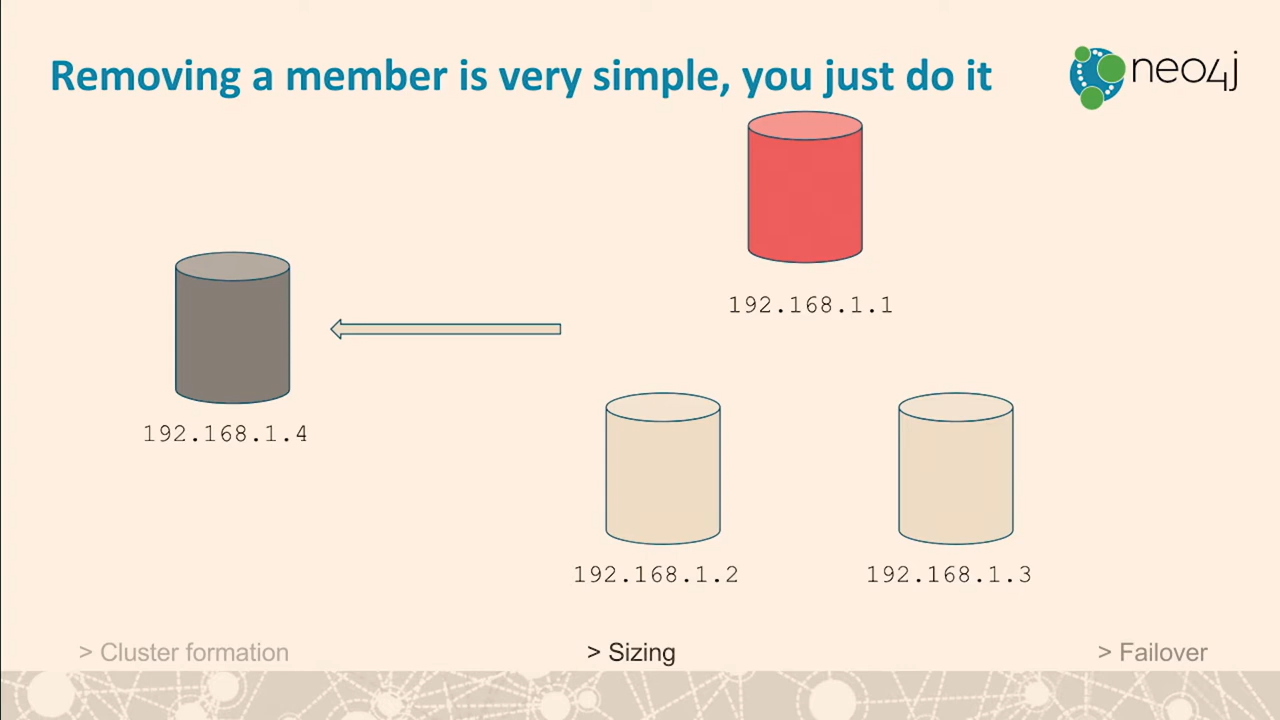 Removing a member is very simple, you just do it
neo4j
192.168.1.1
192.168.1.4
192.168.1.2
192.168.1.3
> Cluster formation
> Sizing
> Failover